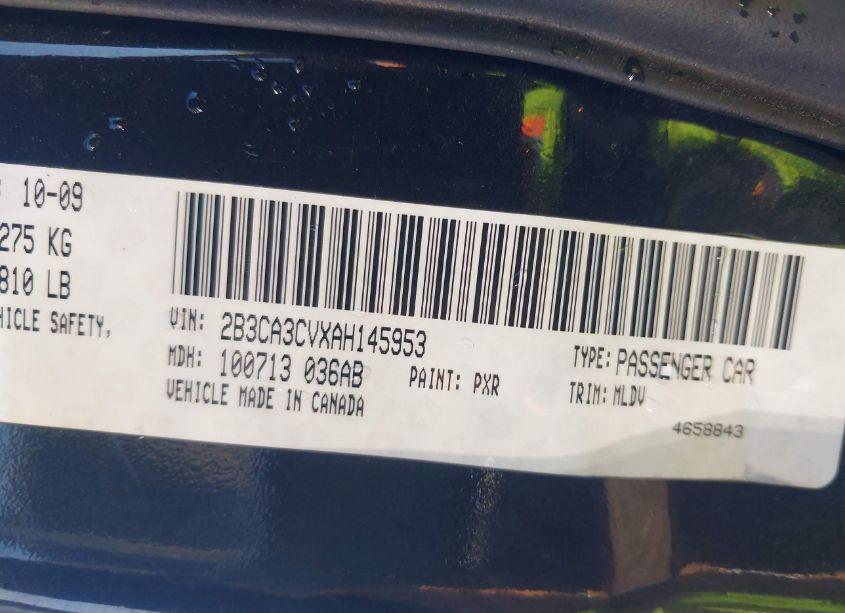 10-09
275 KG
810 LB
HICLE SAFETY,
VIN: 2B3CA3CVXAH145953
TYPE: PASSENGER CAR
MDH: 100713 036AB
PAINT: PXR
TRIM: MLDV
VEHICLE MADE IN CANADA
4658843